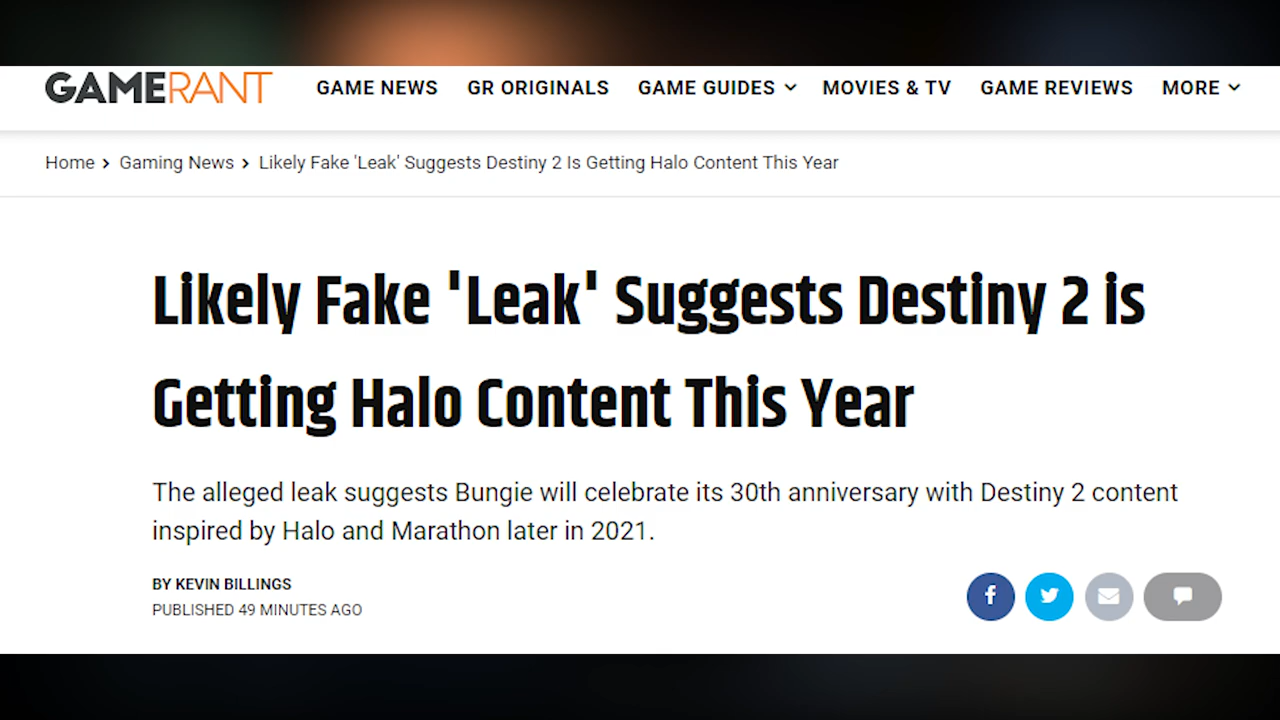 GAMERANT GAME NEWS GR ORIGINALS GAME GUIDES MOVIES & TV GAME REVIEWS MORE
Home > Gaming News > Likely Fake 'Leak' Suggests Destiny 2 Is Getting Halo Content This Year
Likely Fake 'Leak' Suggests Destiny 2 is
Getting Halo Content This Year
The alleged leak suggests Bungie will celebrate its 30th anniversary with Destiny 2 content
inspired by Halo and Marathon later in 2021.
BY KEVIN BILLINGS
PUBLISHED 49 MINUTES AGO